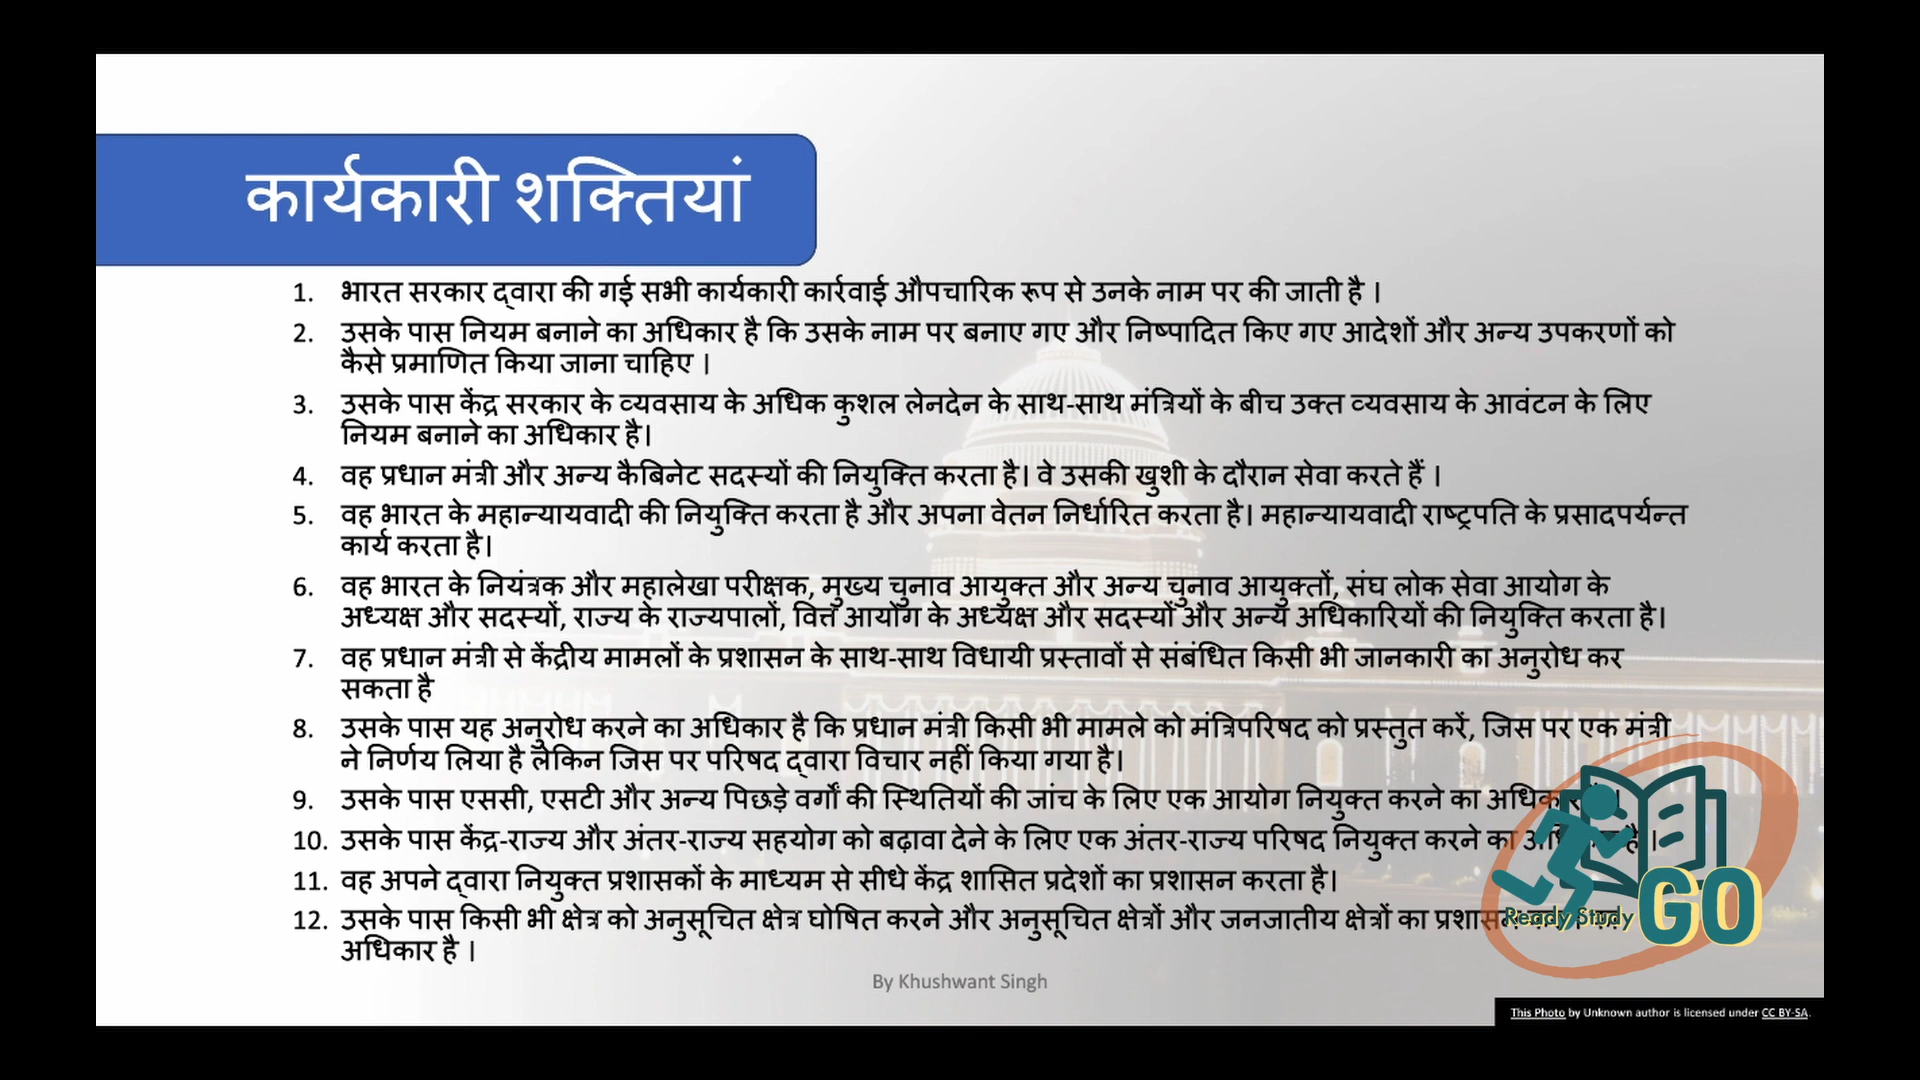 कार्यकारी शक्तियां
1. भारत सरकार द्वारा की गई सभी कार्यकारी कार्रवाई औपचारिक रूप से उनके नाम पर की जाती है ।
2. उसके पास नियम बनाने का अधिकार है कि उसके नाम पर बनाए गए और निष्पादित किए गए आदेशों और अन्य उपकरणों को
कैसे प्रमाणित किया जाना चाहिए ।
3. उसके पास केंद्र सरकार के व्यवसाय के अधिक कुशल लेनदेन के साथ-साथ मंत्रियों के बीच उक्त व्यवसाय के आवंटन के लिए
नियम बनाने का अधिकार है।
4. वह प्रधान मंत्री और अन्य कैबिनेट सदस्यों की नियुक्ति करता है। वे उसकी खुशी के दौरान सेवा करते हैं ।
5. वह भारत के महान्यायवादी की नियुक्ति करता है और अपना वेतन निर्धारित करता है। महान्यायवादी राष्ट्रपति के प्रसादपर्यन्त
कार्य करता है।
6. वह भारत के नियंत्रक और महालेखा परीक्षक, मुख्य चुनाव आयुक्त और अन्य चुनाव आयुक्तों, संघ लोक सेवा आयोग के
अध्यक्ष और सदस्यों, राज्य के राज्यपालों, वित्त आयोग के अध्यक्ष और सदस्यों और अन्य अधिकारियों की नियुक्ति करता है।
7. वह प्रधान मंत्री से केंद्रीय मामलों के प्रशासन के साथ-साथ विधायी प्रस्तावों से संबंधित किसी भी जानकारी का अनुरोध कर
सकता है
8. उसके पास यह अनुरोध करने का अधिकार है कि प्रधान मंत्री किसी भी मामले को मंत्रिपरिषद को प्रस्तुत करें, जिस पर एक मंत्री
ने निर्णय लिया है लेकिन जिस पर परिषद द्वारा विचार नहीं किया गया है।
9. उसके पास एससी, एसटी और अन्य पिछड़े वर्गों की स्थितियों की जांच के लिए एक आयोग नियुक्त करने का
10. उसके पास केंद्र-राज्य और अंतर-राज्य सहयोग को बढ़ावा देने के लिए एक अंतर-राज्य परिषद नियुक्त करने का है ।
11. वह अपने द्वारा नियुक्त प्रशासकों के माध्यम से सीधे केंद्र शासित प्रदेशों का प्रशासन करता है।
12. उसके पास किसी भी क्षेत्र को अनुसूचित क्षेत्र घोषित करने और अनुसूचित क्षेत्रों और जनजातीय क्षेत्रों का
अधिकार है ।
Ready Study GO
By Khushwant Singh
This Photo by Unknown author is licensed under CC BY-SA.